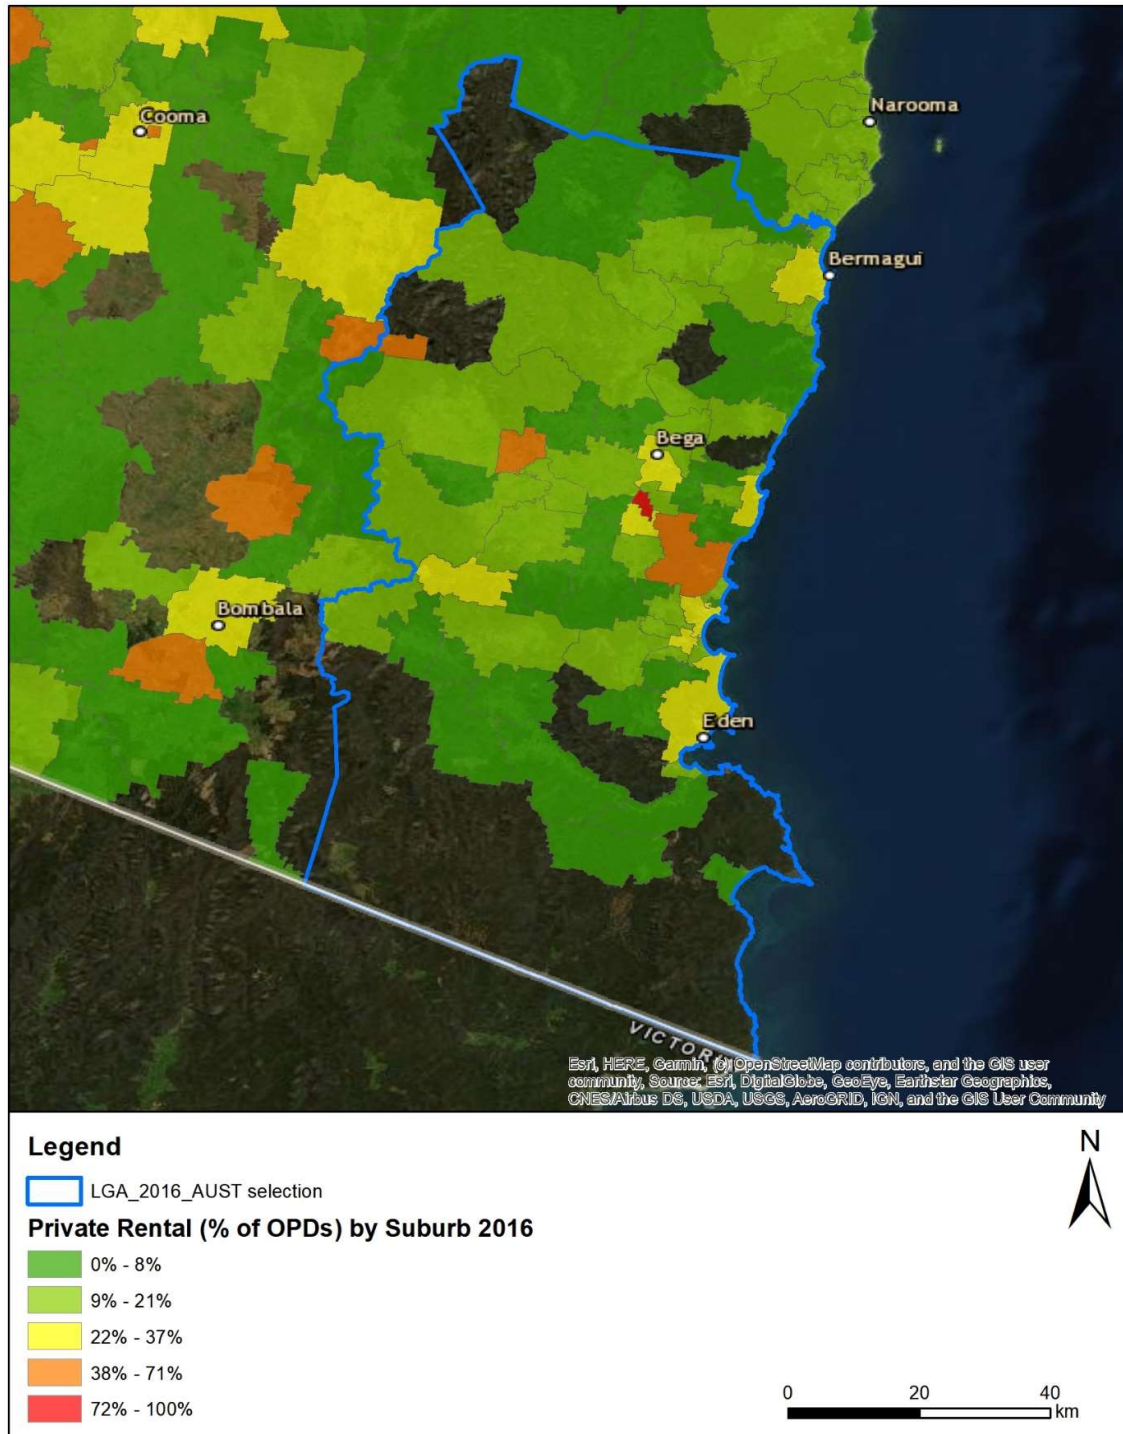 Cooma
Narooma
Bermagui
Bega
Bombala
Eden
VICTORIA
Esri, HERE, Garmin, (c) OpenStreetMap contributors, and the GIS user
community, Source: Esri, DigitalGlobe, GeoEye, Earthstar Geographics,
CNES/Airbus DS, USDA, USGS, AeroGRID, IGN, and the GIS User Community
Legend
N
LGA_2016_AUST selection
Private Rental (% of OPDs) by Suburb 2016
0% - 8%
9% - 21%
22% - 37%
38% - 71%
72% - 100%
0 20 40
km